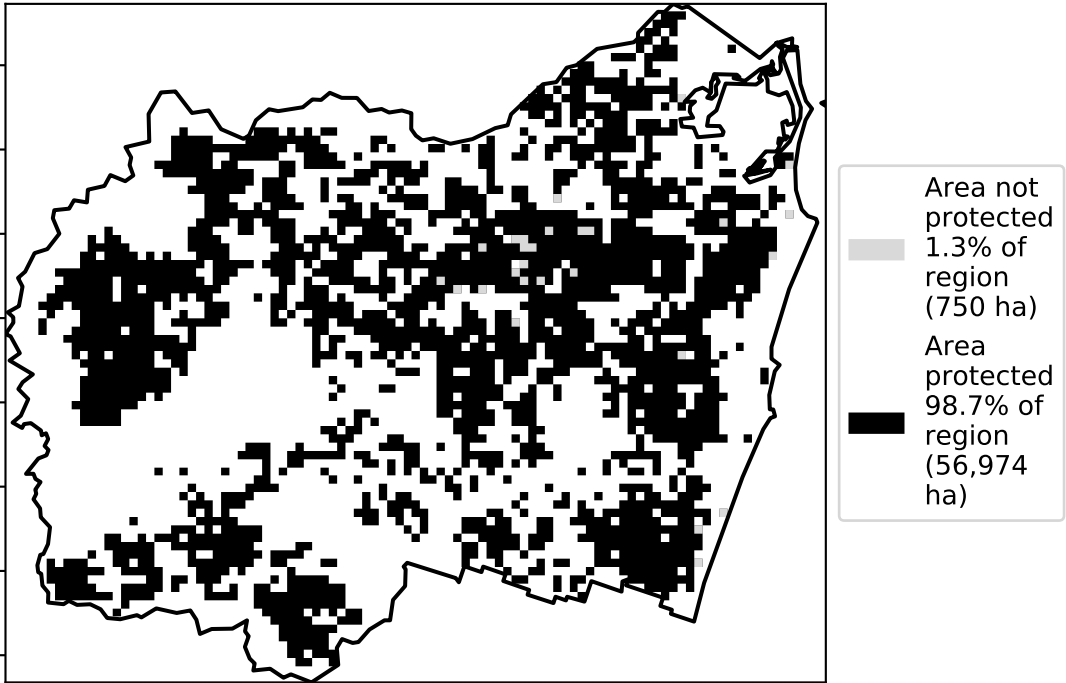 Area not
protected
1.3% of
region
(750 ha)
Area
protected
98.7% of
region
(56,974
ha)